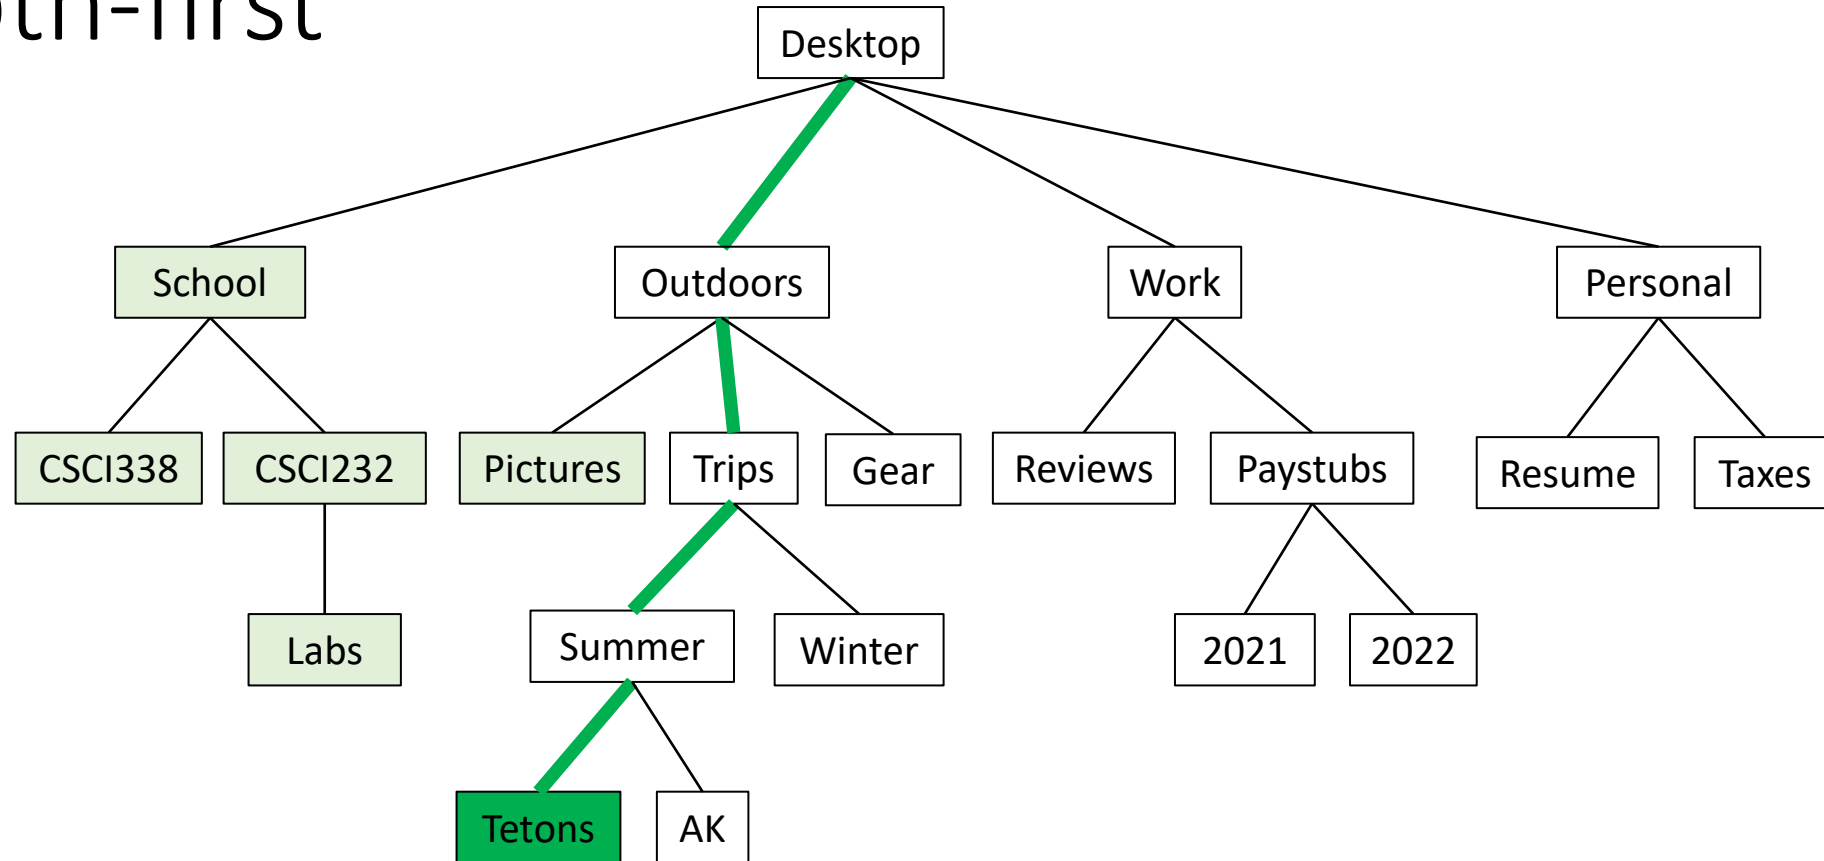 Desktop
School Outdoors Work Personal
CSCI338 CSCI232 Pictures Trips Gear Reviews Paystubs Resume Taxes
Labs Summer Winter 2021 2022
Tetons AK